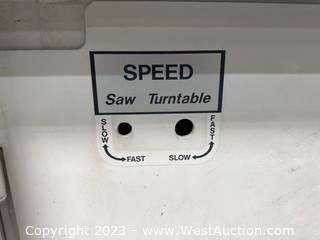 SPEED
Saw Turntable
SLOW
FAST
SLOW
FAST
Copyright 2023 - www.WestAuction.com